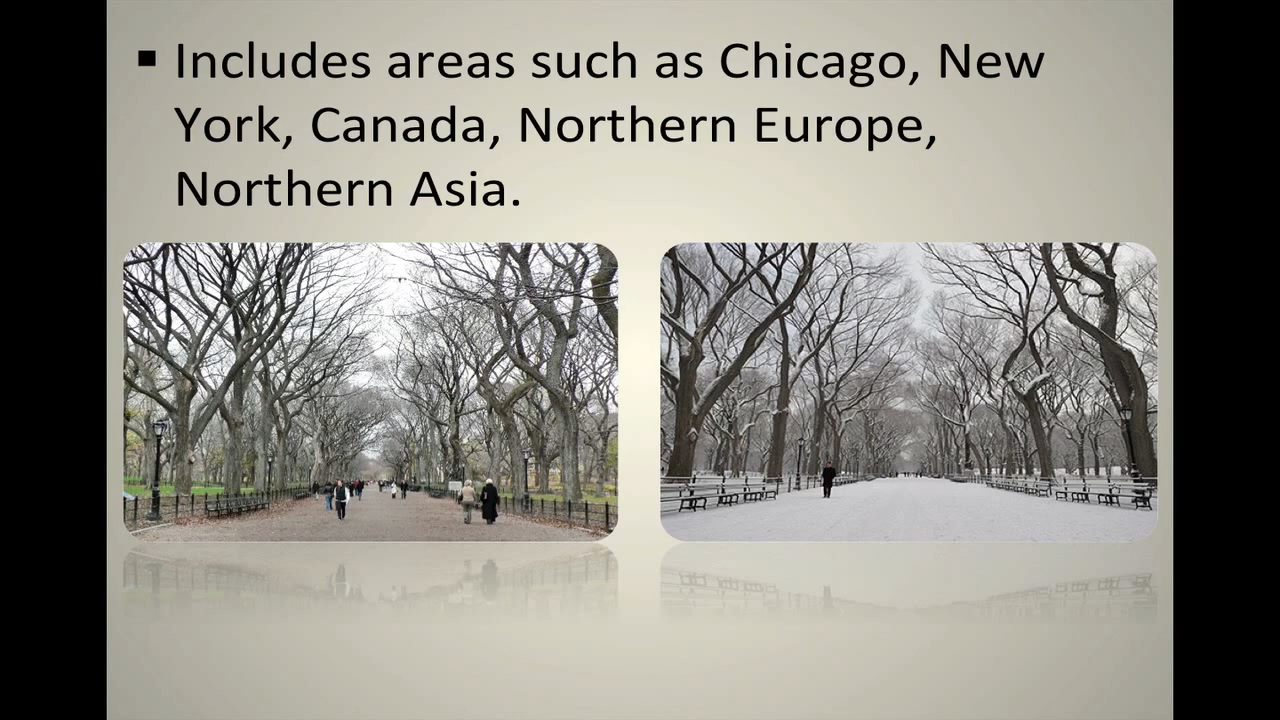 ▪ Includes areas such as Chicago, New
York, Canada, Northern Europe,
Northern Asia.